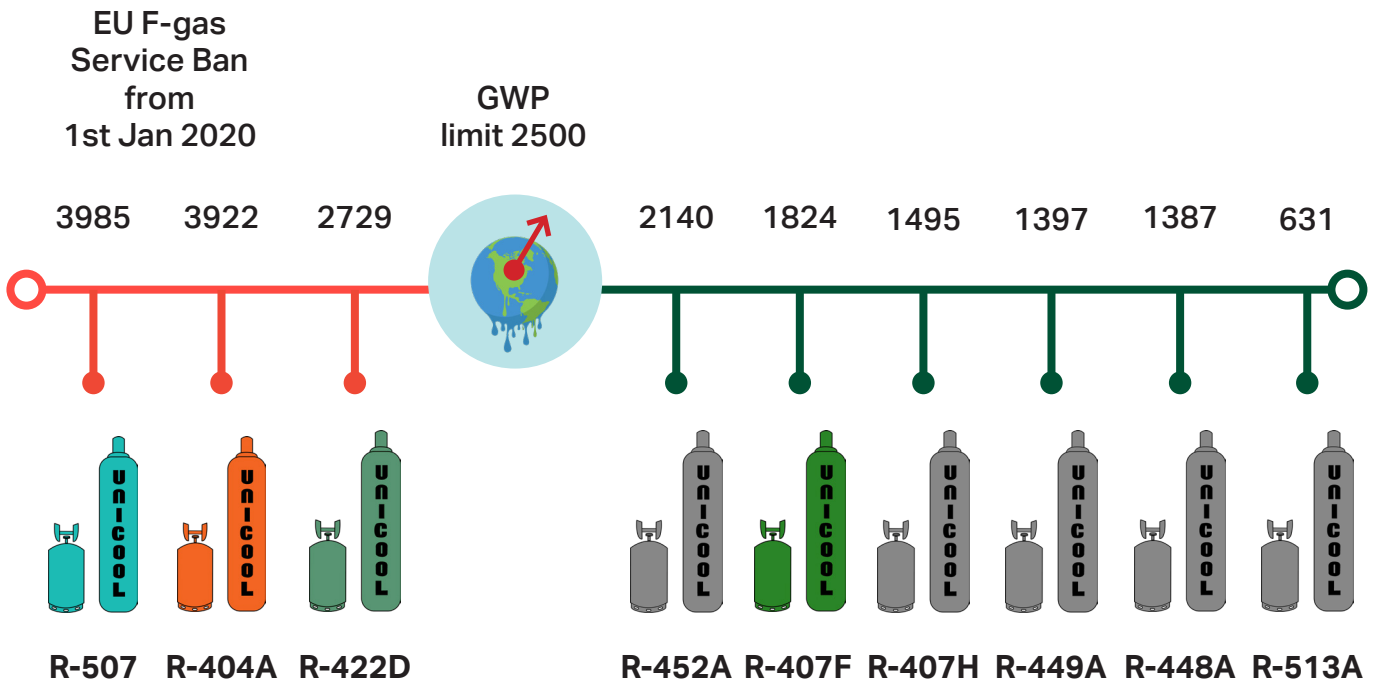 EU F-gas
Service Ban
from
1st Jan 2020
GWP
limit 2500
3985 3922 2729 2140 1824 1495 1397 1387 631
UNICOOL UNICOOL UNICOOL UNICOOL UNICOOL UNICOOL UNICOOL UNICOOL UNICOOL
R-507 R-404A R-422D R-452A R-407F R-407H R-449A R-448A R-513A